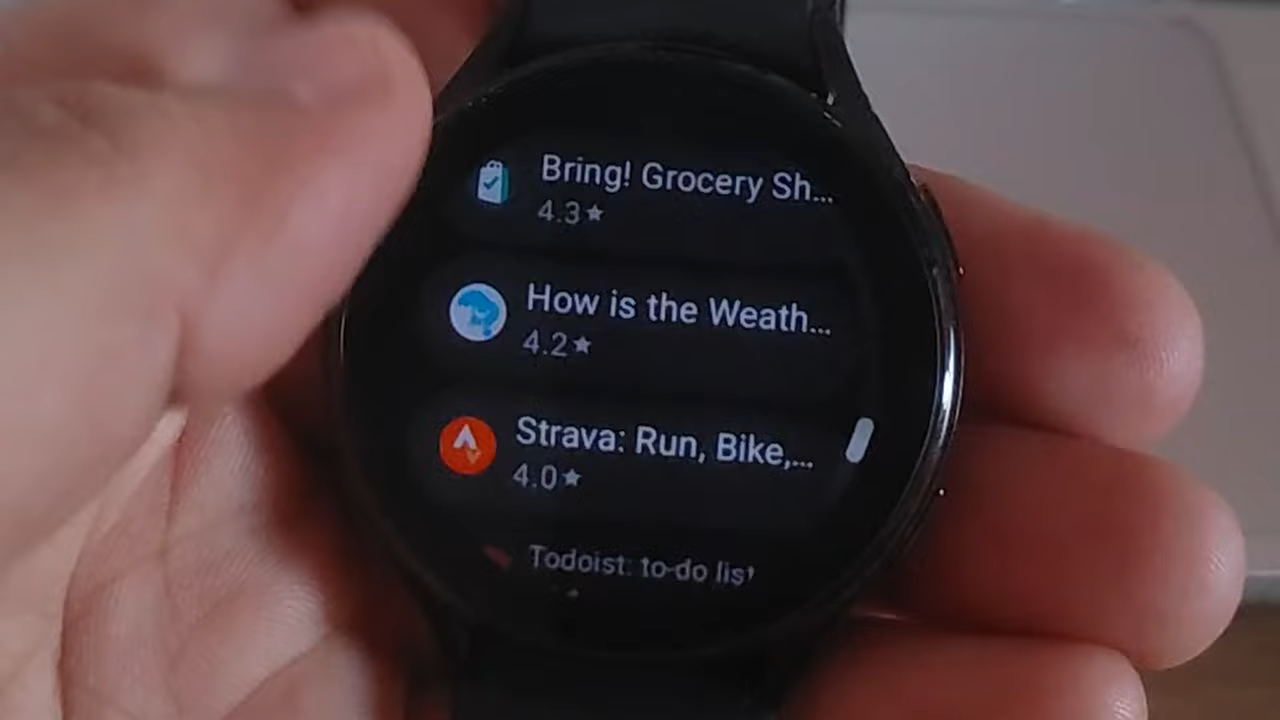 Bring! Grocery Sh...
4.3★
How is the Weath...
4.2★
Strava: Run, Bike,...
4.0★
Todoist: to-do list